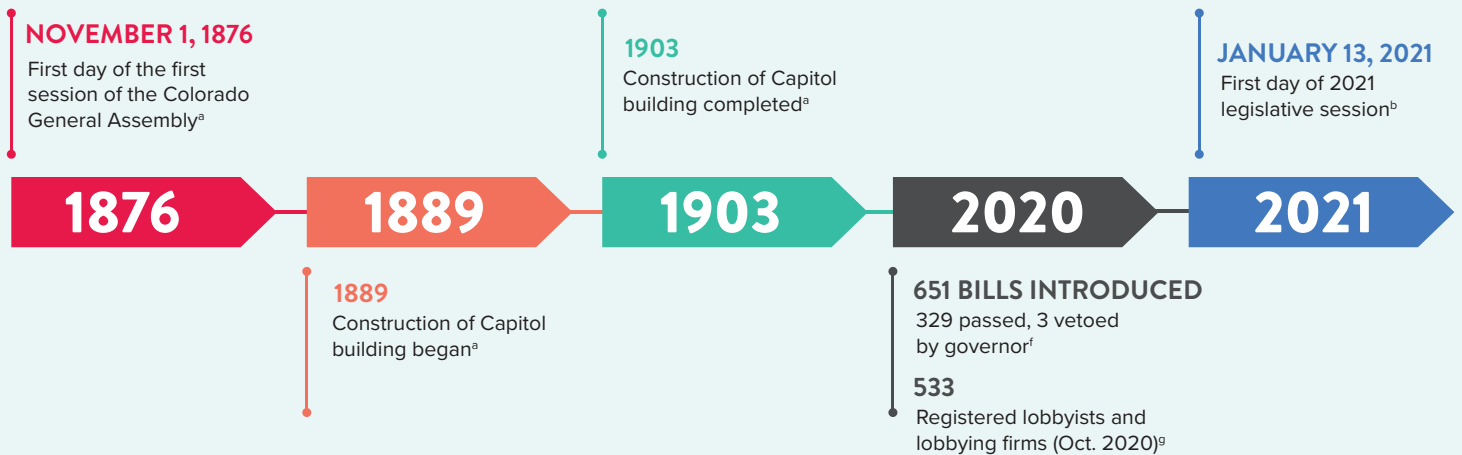 NOVEMBER 1, 1876
First day of the first
session of the Colorado
General Assemblyᵃ
1903
Construction of Capitol
building completedᵃ
JANUARY 13, 2021
First day of 2021
legislative sessionᵇ
1876
1889
1903
2020
2021
1889
Construction of Capitol
building beganᵃ
651 BILLS INTRODUCED
329 passed, 3 vetoed
by governorᶠ
533
Registered lobbyists and
lobbying firms (Oct. 2020)ᵍ